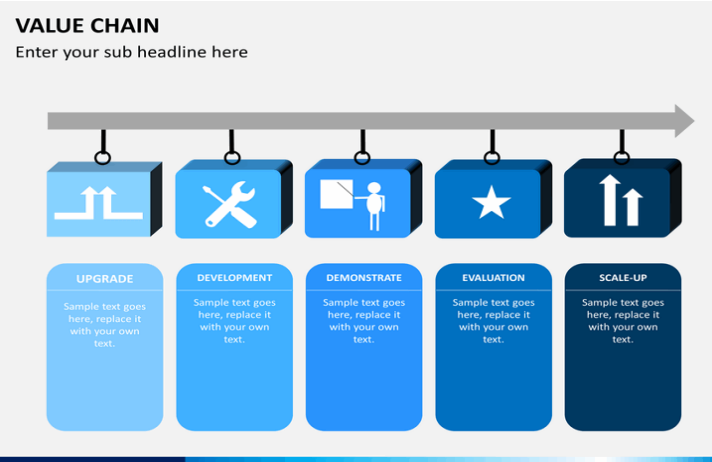 VALUE CHAIN
Enter your sub headline here
UPGRADE
Sample text goes
here, replace it
with your own
text.
DEVELOPMENT
Sample text goes
here, replace it
with your own
text.
DEMONSTRATE
Sample text goes
here, replace it
with your own
text.
EVALUATION
Sample text goes
here, replace it
with your own
text.
SCALE-UP
Sample text goes
here, replace it
with your own
text.